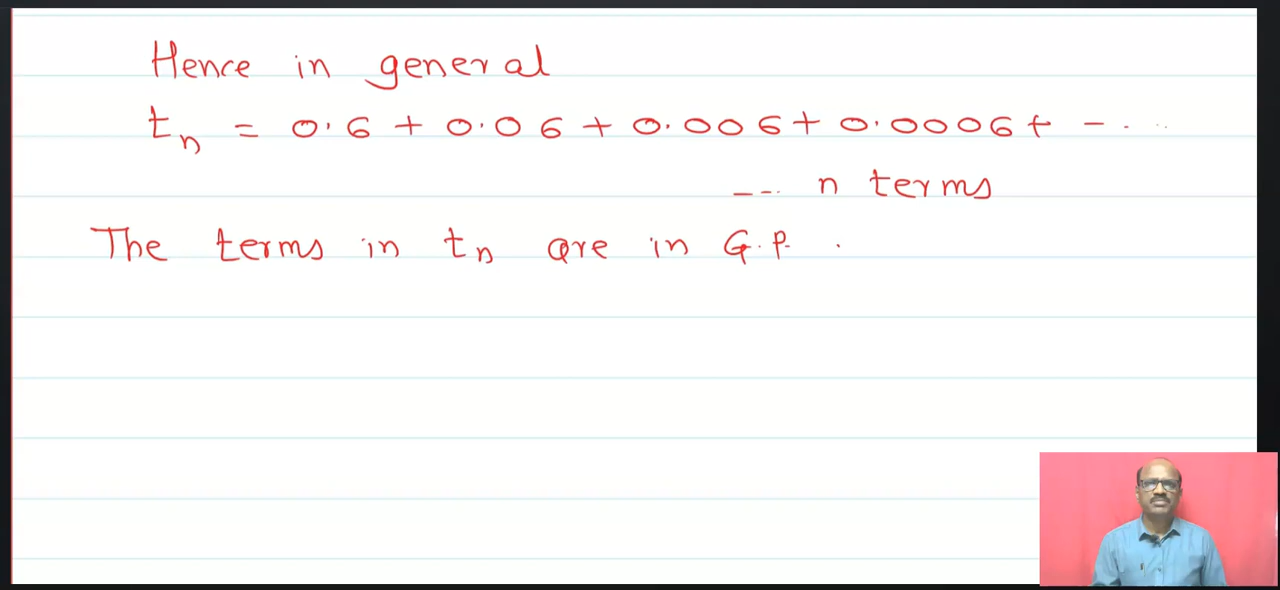 Hence in general
tn = 0.6 + 0.06 + 0.006 + 0.0006 + - . ..
--- n terms
The terms in tn are in G.P. .